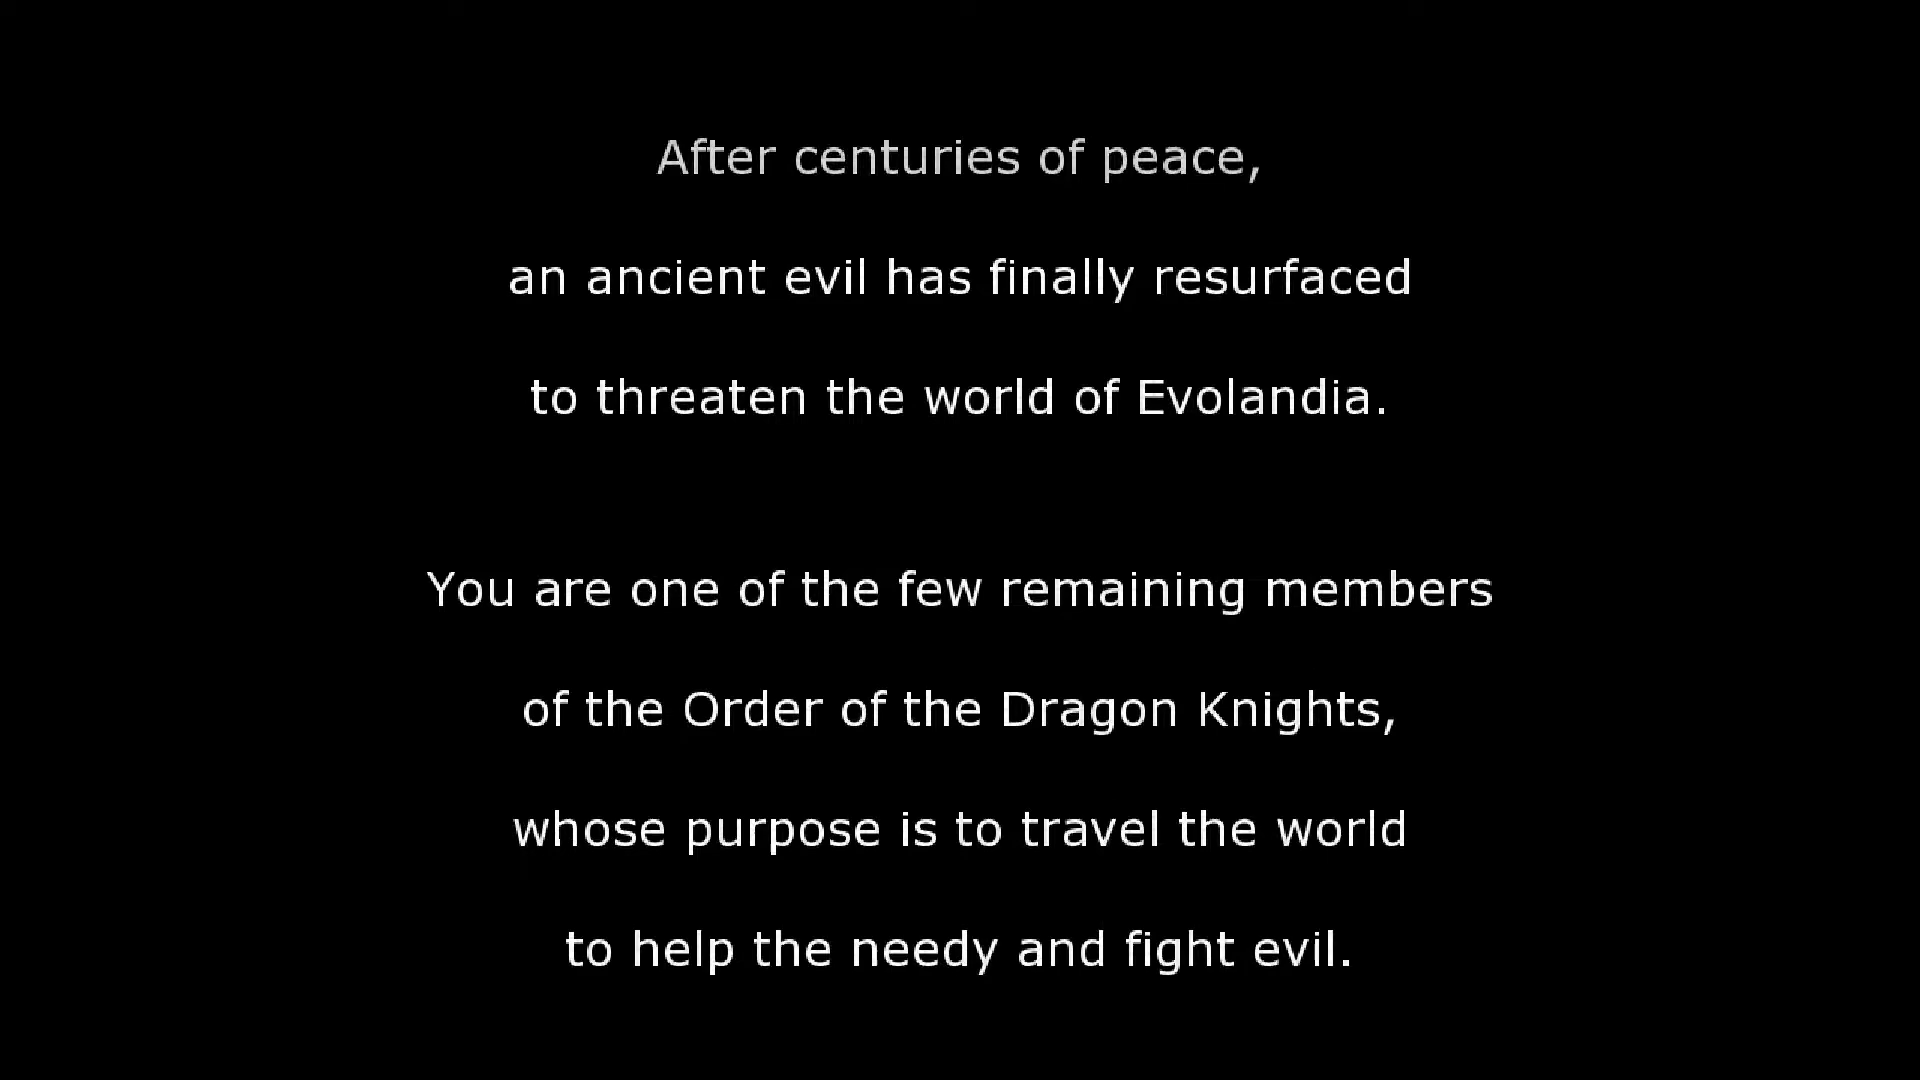 After centuries of peace,
an ancient evil has finally resurfaced
to threaten the world of Evolandia.
You are one of the few remaining members
of the Order of the Dragon Knights,
whose purpose is to travel the world
to help the needy and fight evil.